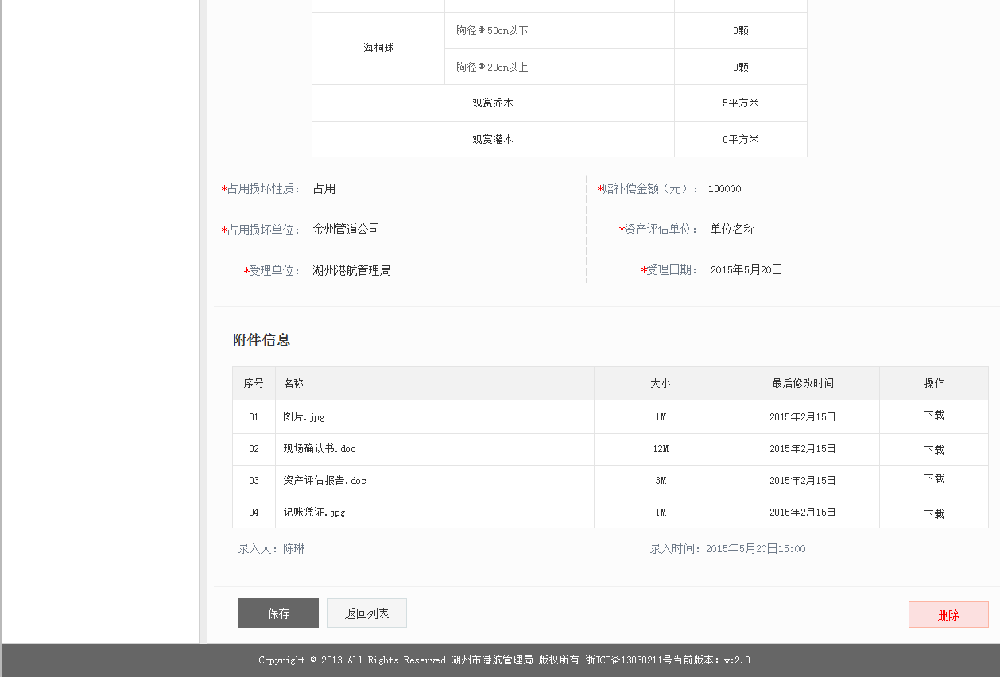 海桐球
胸径Φ50cm以下 0颗
胸径Φ20cm以上 0颗
观赏乔木 5平方米
观赏灌木 0平方米
*占用损坏性质： 占用 *赔补偿金额（元）： 130000
*占用损坏单位： 金州管道公司 *资产评估单位： 单位名称
*受理单位： 湖州港航管理局 *受理日期： 2015年5月20日
附件信息
序号 名称 大小 最后修改时间 操作
01 图片.jpg 1M 2015年2月15日 下载
02 现场确认书.doc 12M 2015年2月15日 下载
03 资产评估报告.doc 3M 2015年2月15日 下载
04 记账凭证.jpg 1M 2015年2月15日 下载
录入人：陈琳 录入时间：2015年5月20日15:00
保存 返回列表 删除
Copyright © 2013 All Rights Reserved 湖州市港航管理局 版权所有 浙ICP备13030211号当前版本：v:2.0